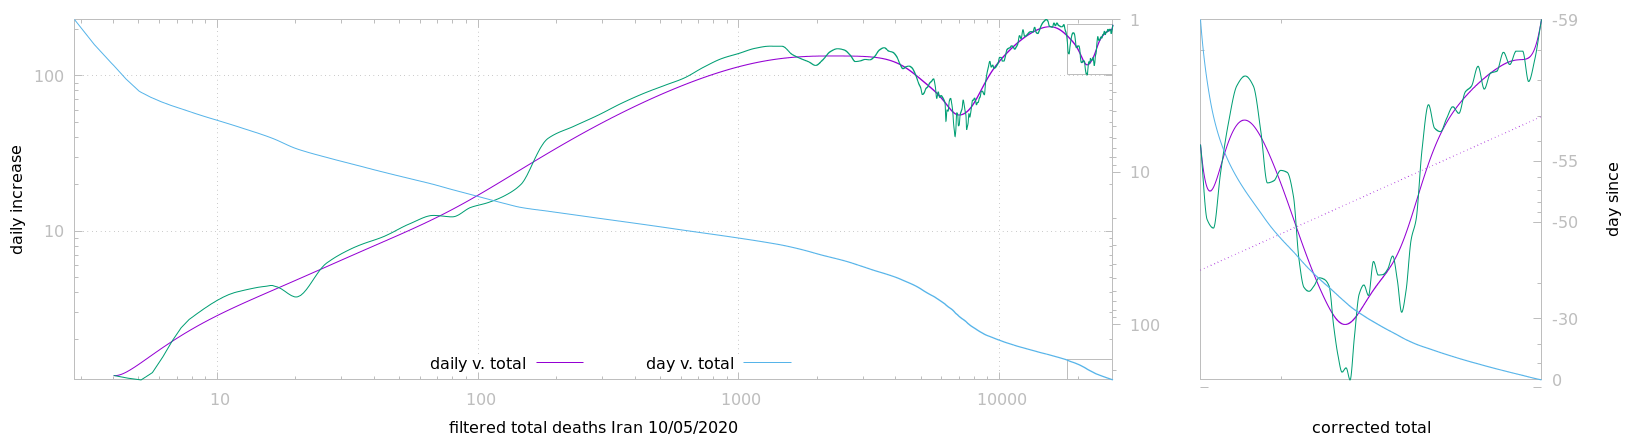 1
-59
100
daily increase
10
-55
-50
day since
10
-30
100
daily v. total
day v. total
0
10
100
1000
10000
filtered total deaths Iran 10/05/2020
corrected total